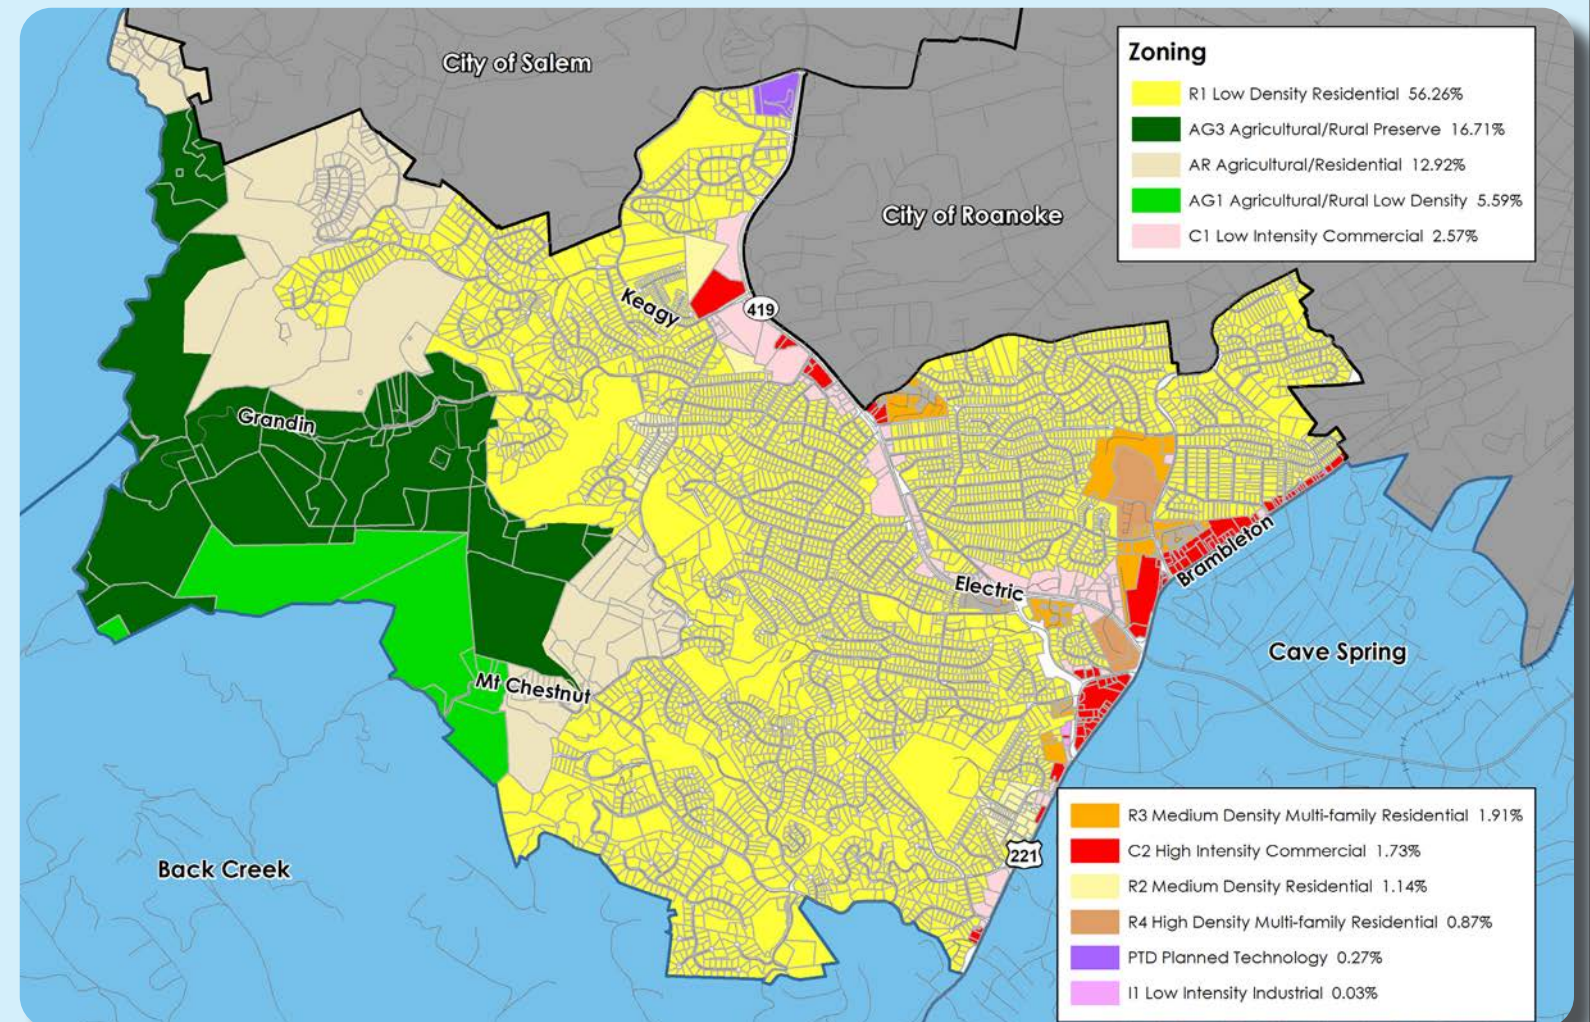 City of Salem
City of Roanoke
Zoning
R1 Low Density Residential 56.26%
AG3 Agricultural/Rural Preserve 16.71%
AR Agricultural/Residential 12.92%
AG1 Agricultural/Rural Low Density 5.59%
C1 Low Intensity Commercial 2.57%
Keagy
419
Grandin
Electric
Brambleton
Cave Spring
Mt Chestnut
Back Creek
221
R3 Medium Density Multi-family Residential 1.91%
C2 High Intensity Commercial 1.73%
R2 Medium Density Residential 1.14%
R4 High Density Multi-family Residential 0.87%
PTD Planned Technology 0.27%
I1 Low Intensity Industrial 0.03%